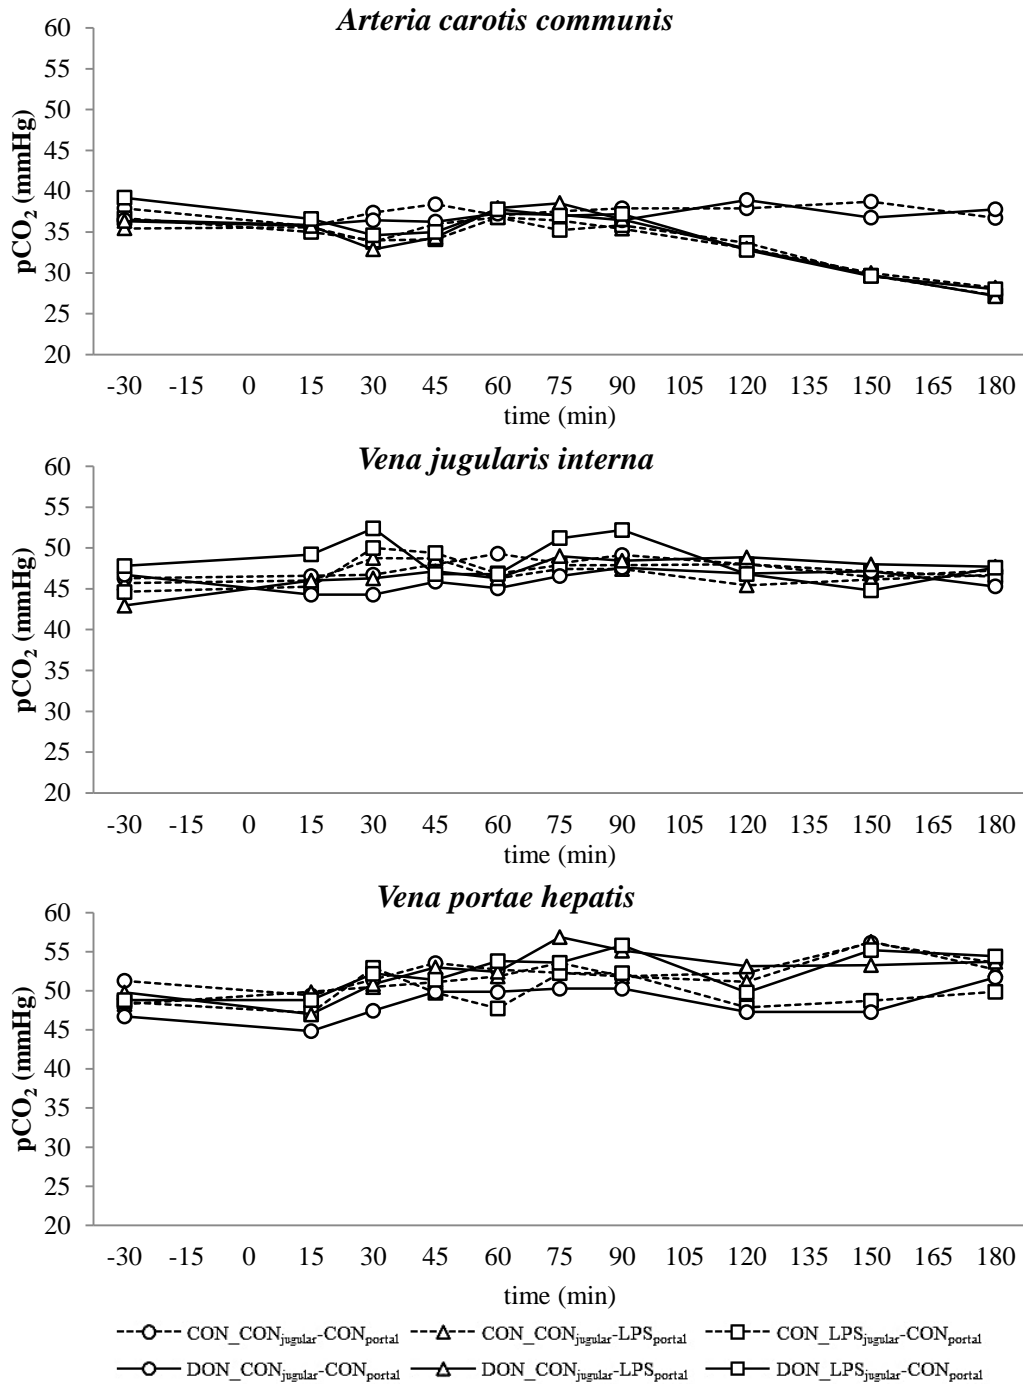 Arteria carotis communis
60
55
50
45
40
35
30
25
20
pCO₂ (mmHg)
-30 -15 0 15 30 45 60 75 90 105 120 135 150 165 180
time (min)
Vena jugularis interna
60
55
50
45
40
35
30
25
20
pCO₂ (mmHg)
-30 -15 0 15 30 45 60 75 90 105 120 135 150 165 180
time (min)
Vena portae hepatis
60
55
50
45
40
35
30
25
20
pCO₂ (mmHg)
-30 -15 0 15 30 45 60 75 90 105 120 135 150 165 180
time (min)
CON_CONjugular-CONportal CON_CONjugular-LPSportal CON_LPSjugular-CONportal
DON_CONjugular-CONportal DON_CONjugular-LPSportal DON_LPSjugular-CONportal